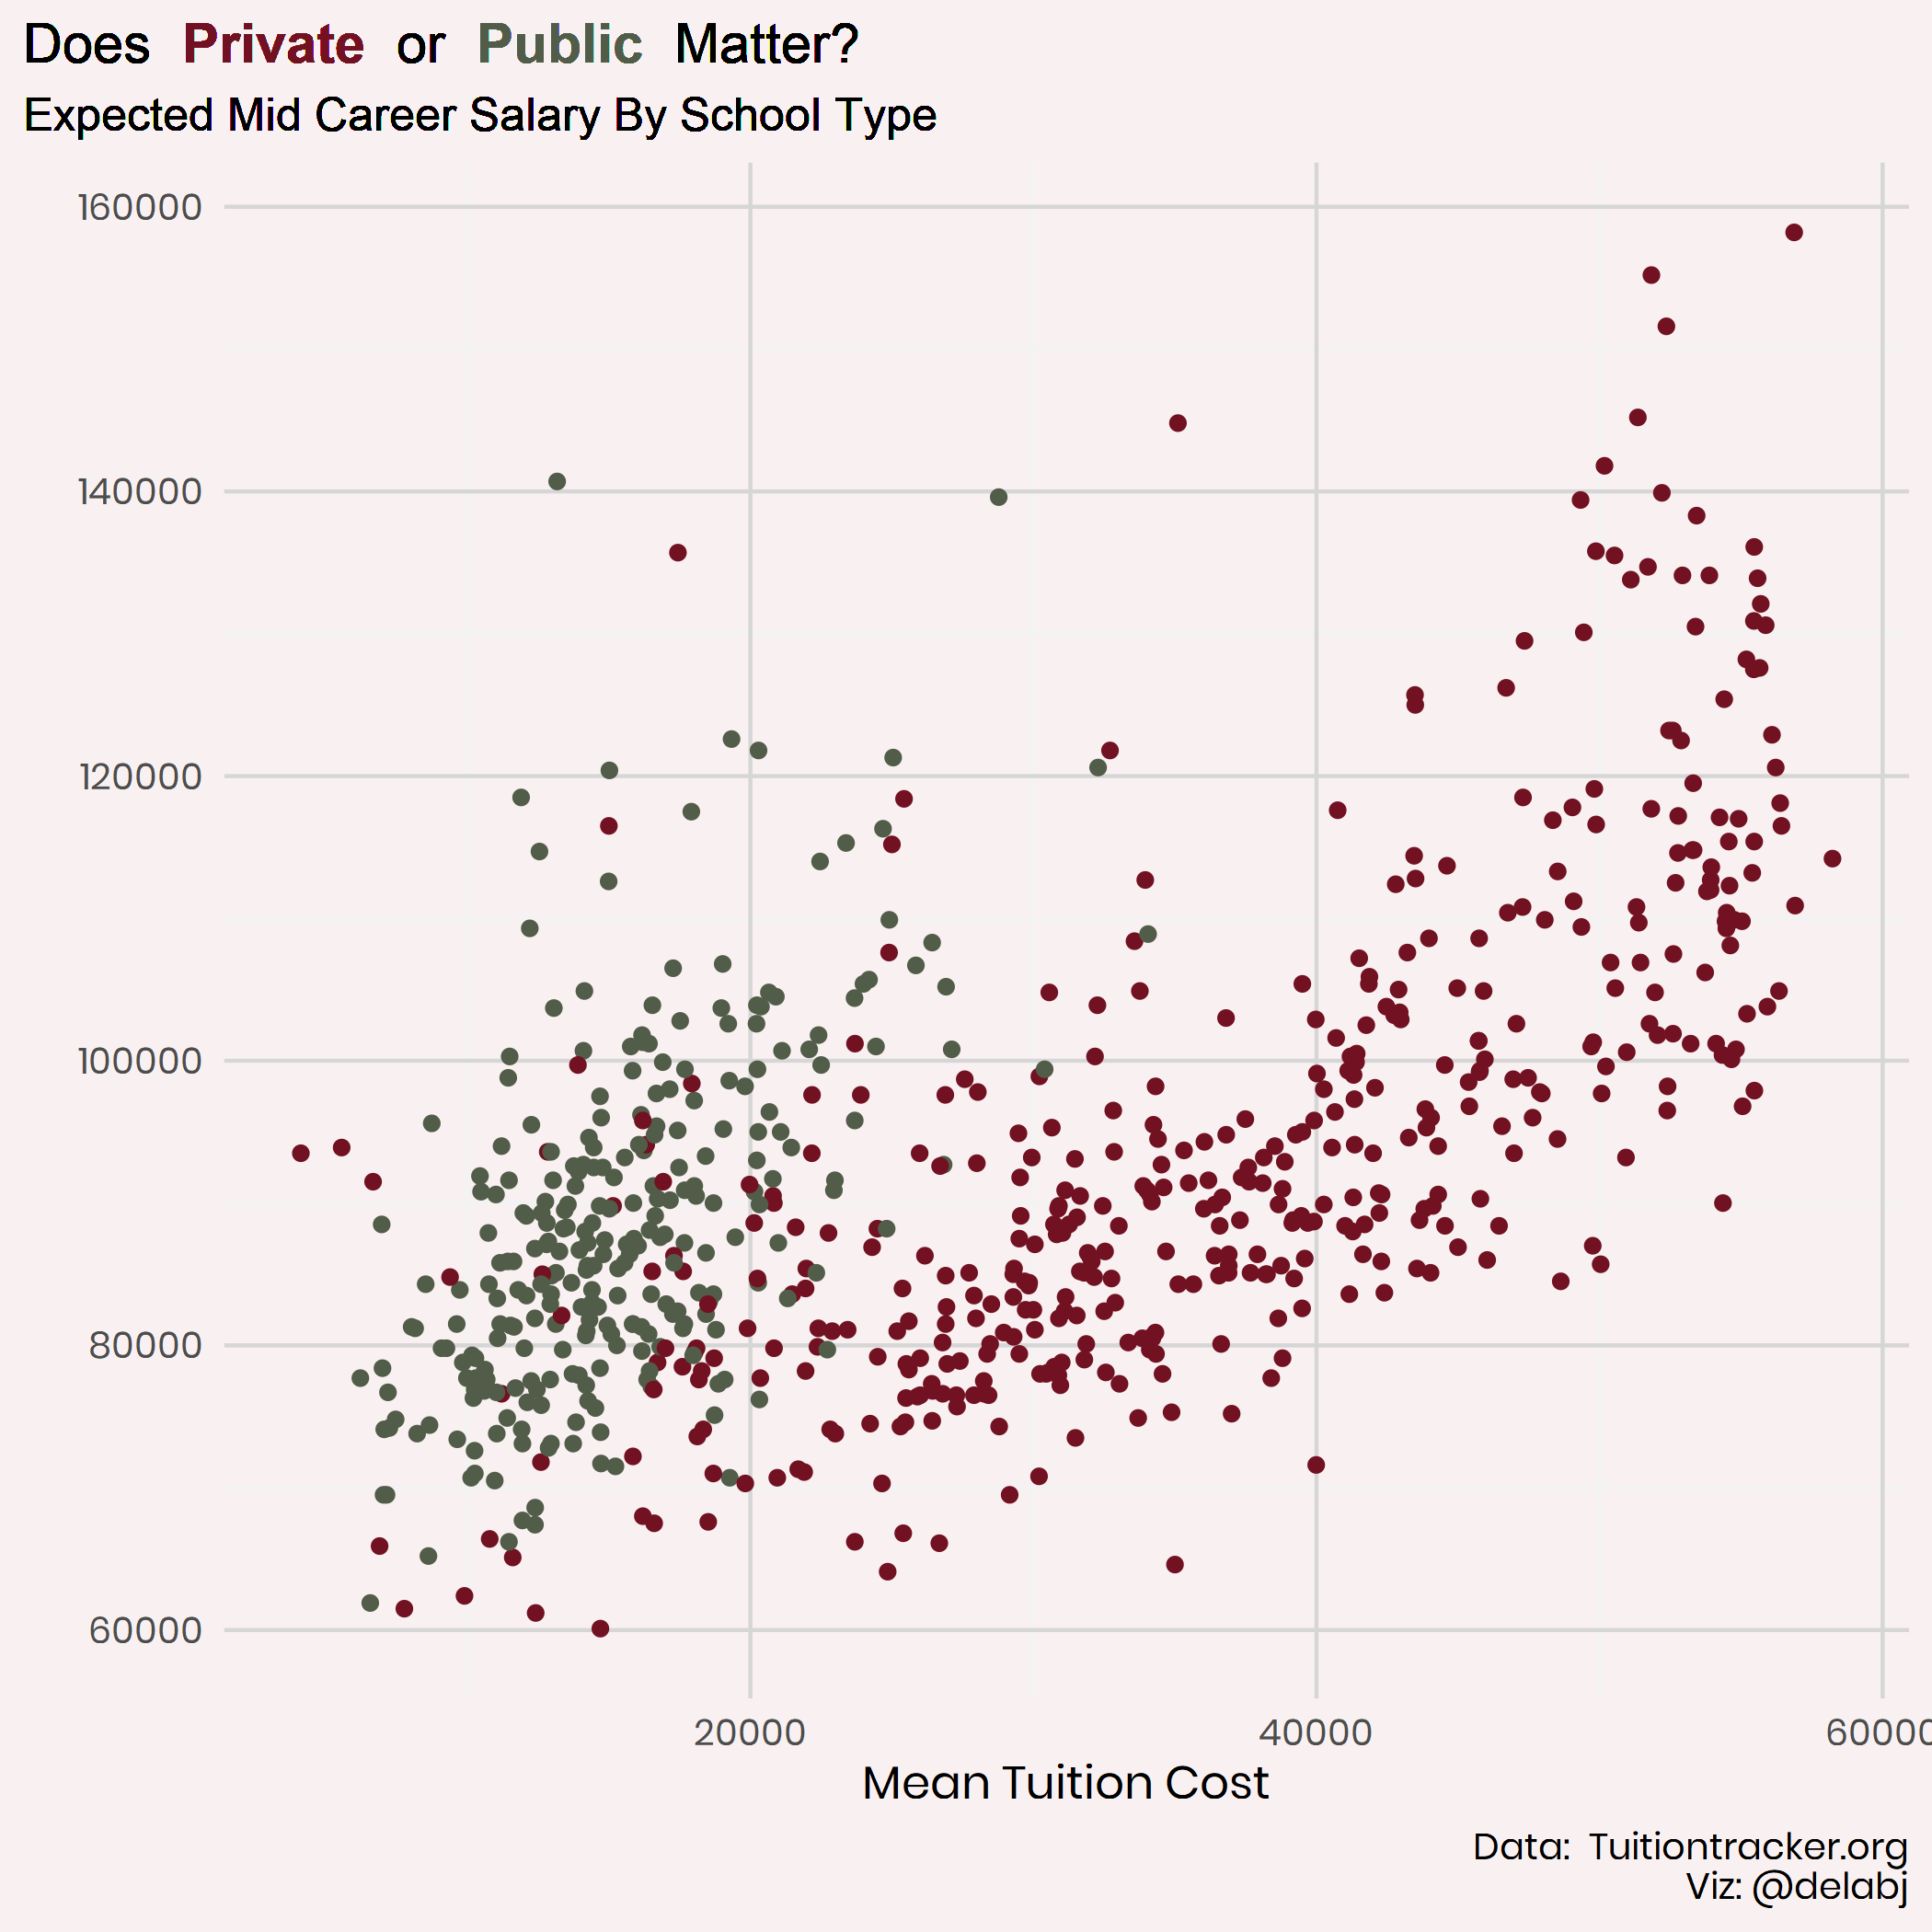 Does Private or Public Matter?
Expected Mid Career Salary By School Type
160000
140000
120000
100000
80000
60000
20000 40000 60000
Mean Tuition Cost
Data: Tuitiontracker.org
Viz: @delabj